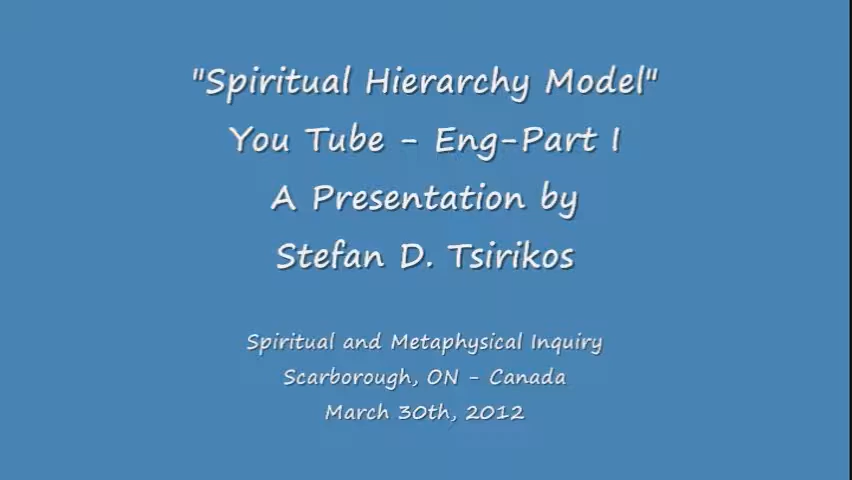 "Spiritual Hierarchy Model"
You Tube - Eng-Part I
A Presentation by
Stefan D. Tsirikos
Spiritual and Metaphysical Inquiry
Scarborough, ON - Canada
March 30th, 2012